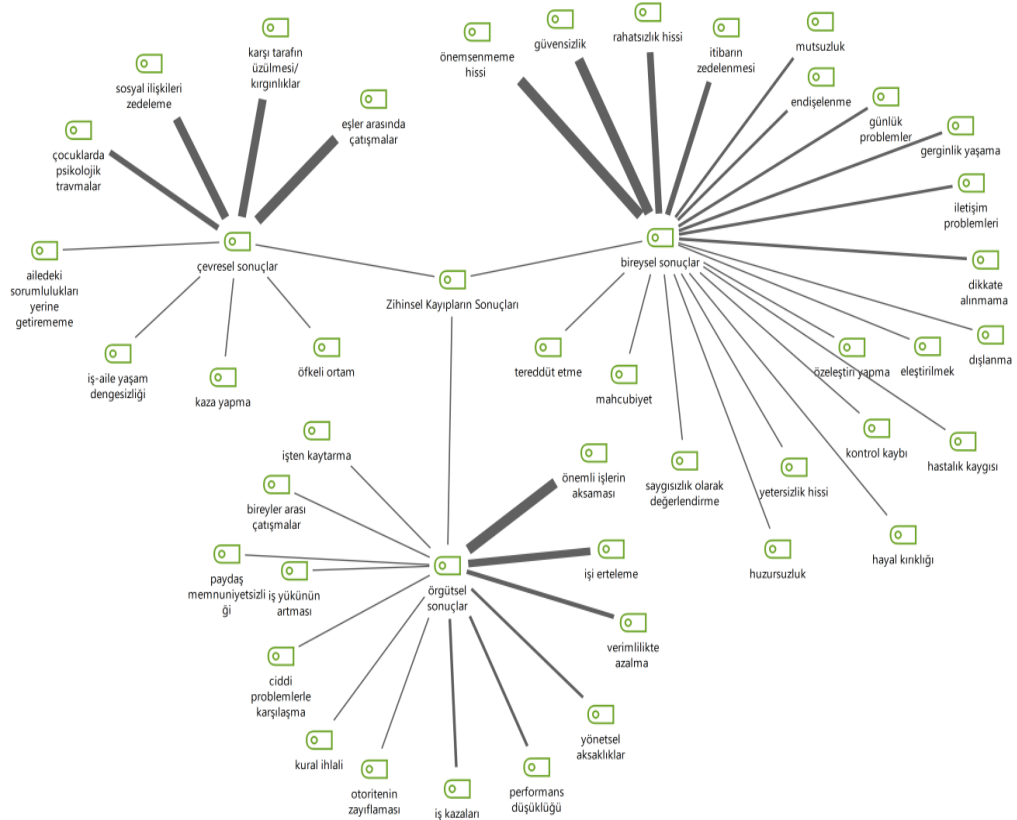 karşı tarafın
üzülmesi/
kırgınlıklar
sosyal ilişkileri
zedeleme
eşler arasında
çatışmalar
çocuklarda
psikolojik
travmalar
çevresel sonuçlar
ailedeki
sorumlulukları
yerine
getirememe
iş-aile yaşam
dengesizliği
kaza yapma
öfkeli ortam
Zihinsel Kayıpların Sonuçları
önemsenmeme
hissi
güvensizlik
rahatsızlık hissi
itibarın
zedelenmesi
mutsuzluk
endişelenme
günlük
problemler
gerginlik yaşama
iletişim
problemleri
bireysel sonuçlar
dikkate
alınmama
dışlanma
eleştirilmek
özeleştiri yapma
tereddüt etme
mahcubiyet
kontrol kaybı
hastalık kaygısı
saygısızlık olarak
değerlendirme
yetersizlik hissi
huzursuzluk
hayal kırıklığı
işten kaytarma
önemli işlerin
aksaması
bireyler arası
çatışmalar
paydaş
memnuniyetsizli
ği
iş yükünün
artması
örgütsel
sonuçlar
işi erteleme
verimlilikte
azalma
ciddi
problemlerle
karşılaşma
yönetsel
aksaklıklar
kural ihlali
otoritenin
zayıflaması
iş kazaları
performans
düşüklüğü